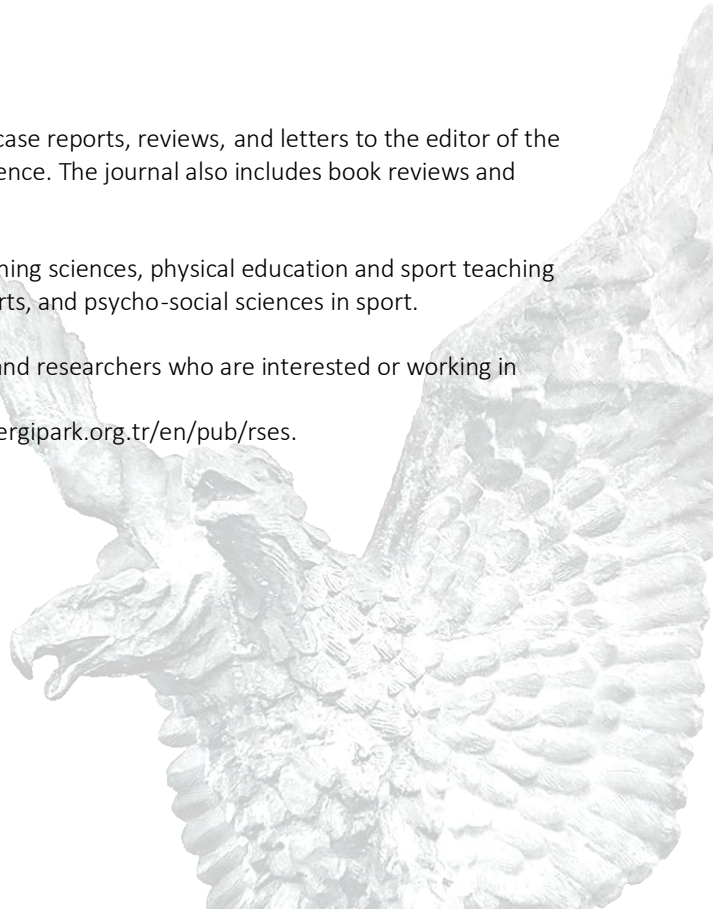 case reports, reviews, and letters to the editor of the
ence. The journal also includes book reviews and
ning sciences, physical education and sport teaching
rts, and psycho-social sciences in sport.
and researchers who are interested or working in
ergipark.org.tr/en/pub/rses.